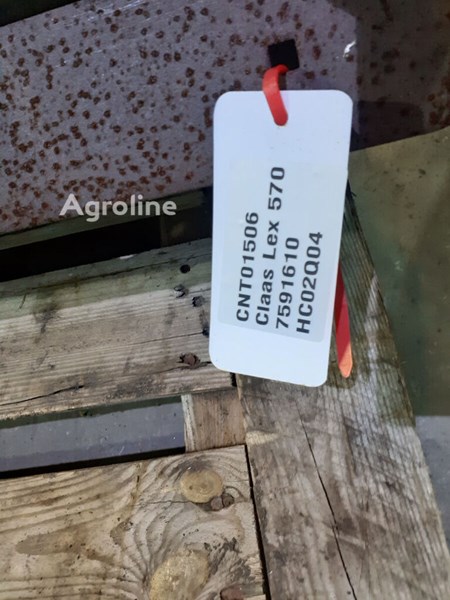 Agroline
CNT01506
Claas Lex 570
7591610
HC02Q04